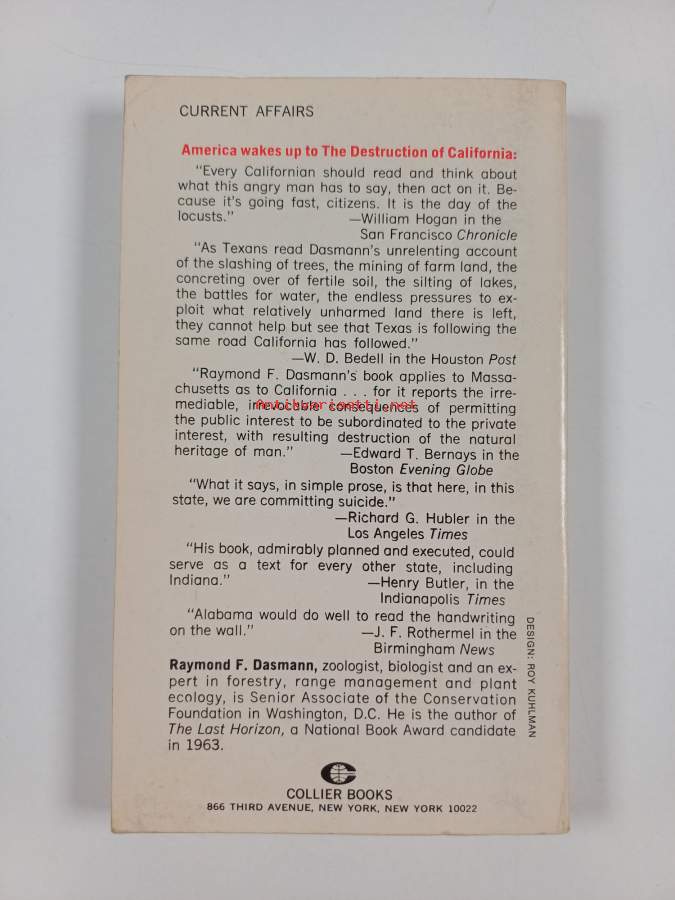 CURRENT AFFAIRS
America wakes up to The Destruction of California:
"Every Californian should read and think about
what this angry man has to say, then act on it. Be-
cause it's going fast, citizens. It is the day of the
locusts." —William Hogan in the
San Francisco Chronicle
"As Texans read Dasmann's unrelenting account
of the slashing of trees, the mining of farm land, the
concreting over of fertile soil, the silting of lakes,
the battles for water, the endless pressures to ex-
ploit what relatively unharmed land there is left,
they cannot help but see that Texas is following the
same road California has followed."
—W. D. Bedell in the Houston Post
"Raymond F. Dasmann's book applies to Massa-
chusetts as to California . . . for it reports the irre-
mediable, irrevocable consequences of permitting
Antikvariaatti.net
the public interest to be subordinated to the private
interest, with resulting destruction of the natural
heritage of man." —Edward T. Bernays in the
Boston Evening Globe
"What it says, in simple prose, is that here, in this
state, we are committing suicide."
—Richard G. Hubler in the
Los Angeles Times
"His book, admirably planned and executed, could
serve as a text for every other state, including
Indiana." —Henry Butler, in the
Indianapolis Times
"Alabama would do well to read the handwriting
on the wall." —J. F. Rothermel in the
Birmingham News
Raymond F. Dasmann, zoologist, biologist and an ex-
pert in forestry, range management and plant
ecology, is Senior Associate of the Conservation
Foundation in Washington, D.C. He is the author of
The Last Horizon, a National Book Award candidate
in 1963.
DESIGN: ROY KUHLMAN
COLLIER BOOKS
866 THIRD AVENUE, NEW YORK, NEW YORK 10022